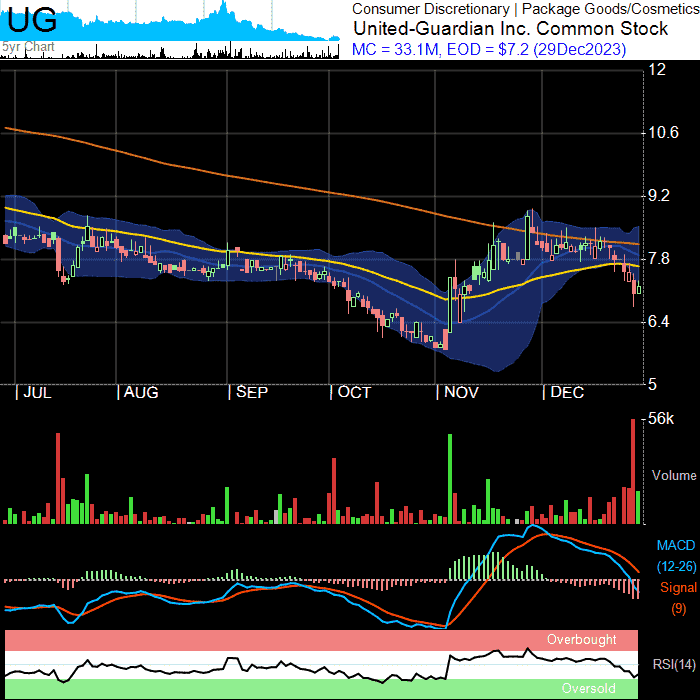 UG
5yr Chart
Consumer Discretionary | Package Goods/Cosmetics
United-Guardian Inc. Common Stock
MC = 33.1M, EOD = $7.2 (29Dec2023)
12
10.6
9.2
7.8
6.4
5
|JUL |AUG |SEP |OCT |NOV |DEC
56k
Volume
MACD
(12-26)
Signal
(9)
Overbought
RSI(14)
Oversold